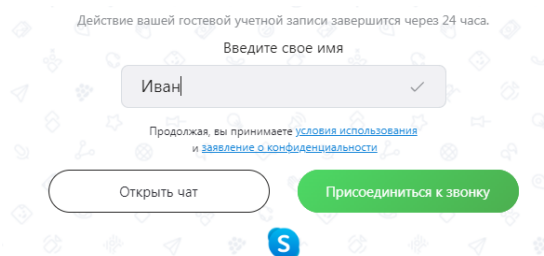 Действие вашей гостевой учетной записи завершится через 24 часа.
Введите свое имя
Иван
Продолжая, вы принимаете условия использования
и заявление о конфиденциальности
Открыть чат
Присоединиться к звонку
S